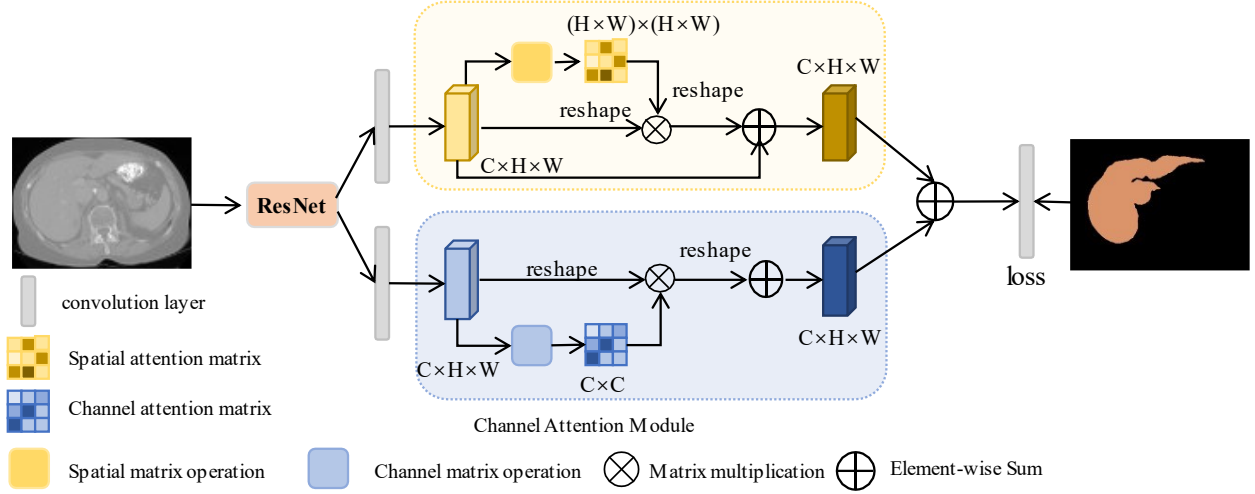 (H×W)×(H×W)
C×H×W
reshape
reshape
C×H×W
ResNet
reshape
reshape
loss
convolution layer
C×H×W
C×H×W
C×C
Spatial attention matrix
Channel attention matrix
Channel Attention Module
Spatial matrix operation
Channel matrix operation
Matrix multiplication
Element-wise Sum